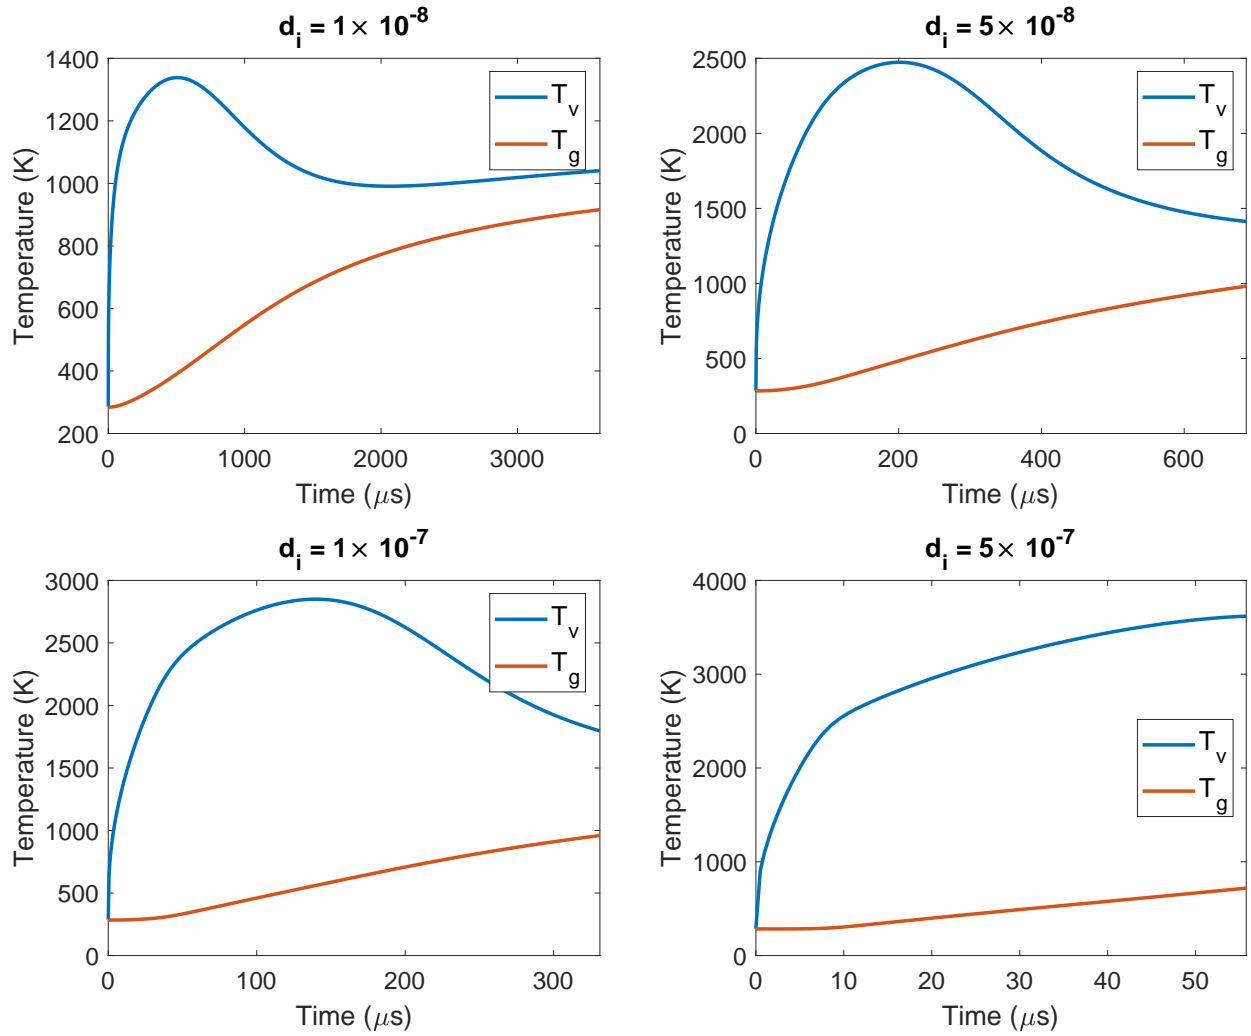 d_i = 1× 10^-8
1400
1200
1000
800
600
400
200
Temperature (K)
T_v
T_g
0
1000
2000
3000
Time (μs)
d_i = 5× 10^-8
2500
2000
1500
1000
500
0
Temperature (K)
T_v
T_g
0
200
400
600
Time (μs)
d_i = 1× 10^-7
3000
2500
2000
1500
1000
500
0
Temperature (K)
T_v
T_g
0
100
200
300
Time (μs)
d_i = 5× 10^-7
4000
3000
2000
1000
0
Temperature (K)
T_v
T_g
0
10
20
30
40
50
Time (μs)